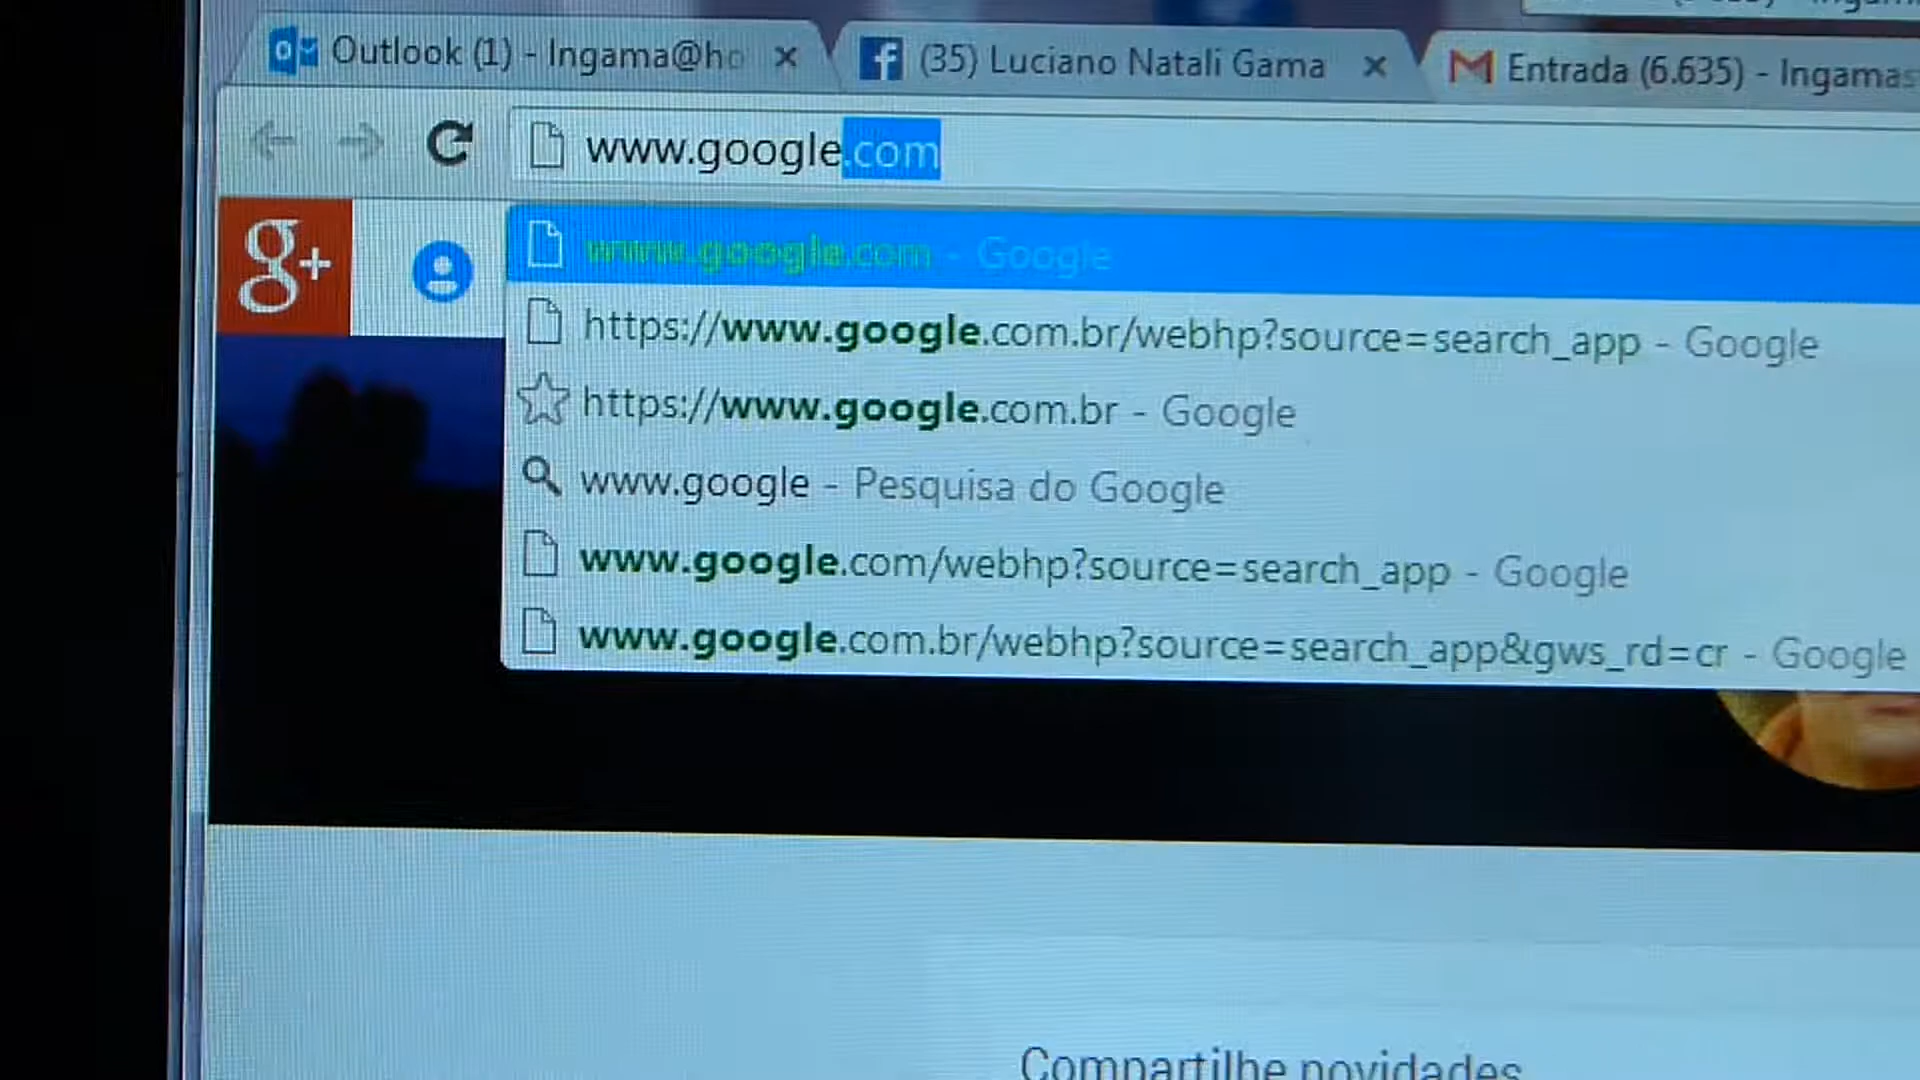 Outlook (1) - Ingama@ho
(35) Luciano Natali Gama
Entrada (6.635) - Ingamas
www.google.com
g+
www.google.com - Google
https://www.google.com.br/webhp?source=search_app - Google
https://www.google.com.br - Google
www.google - Pesquisa do Google
www.google.com/webhp?source=search_app - Google
www.google.com.br/webhp?source=search_app&gws_rd=cr - Google
Compartilhe novidades